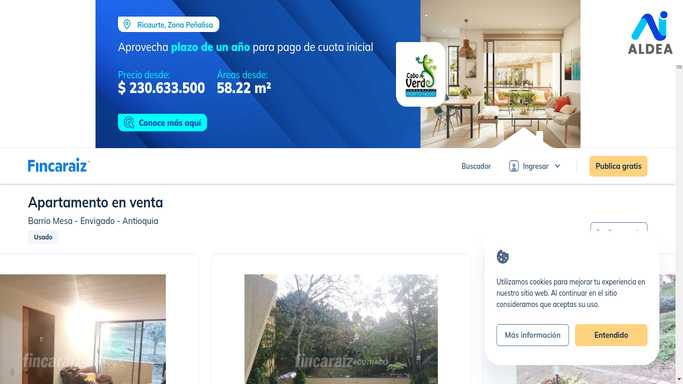 Ricaurte, Zona Peñalisa
Aprovecha plazo de un año para pago de cuota inicial
Precio desde:
Áreas desde:
$ 230.633.500
58.22 m²
Conoce más aquí
Cabo de
Verde
ALDEA
Fincaraiz
Buscador
Ingresar
Publica gratis
Apartamento en venta
Barrio Mesa - Envigado - Antioquia
Usado
Utilizamos cookies para mejorar tu experiencia en
nuestro sitio web. Al continuar en el sitio
consideramos que aceptas su uso.
Más información
Entendido
fincaraiz
fincaraiz